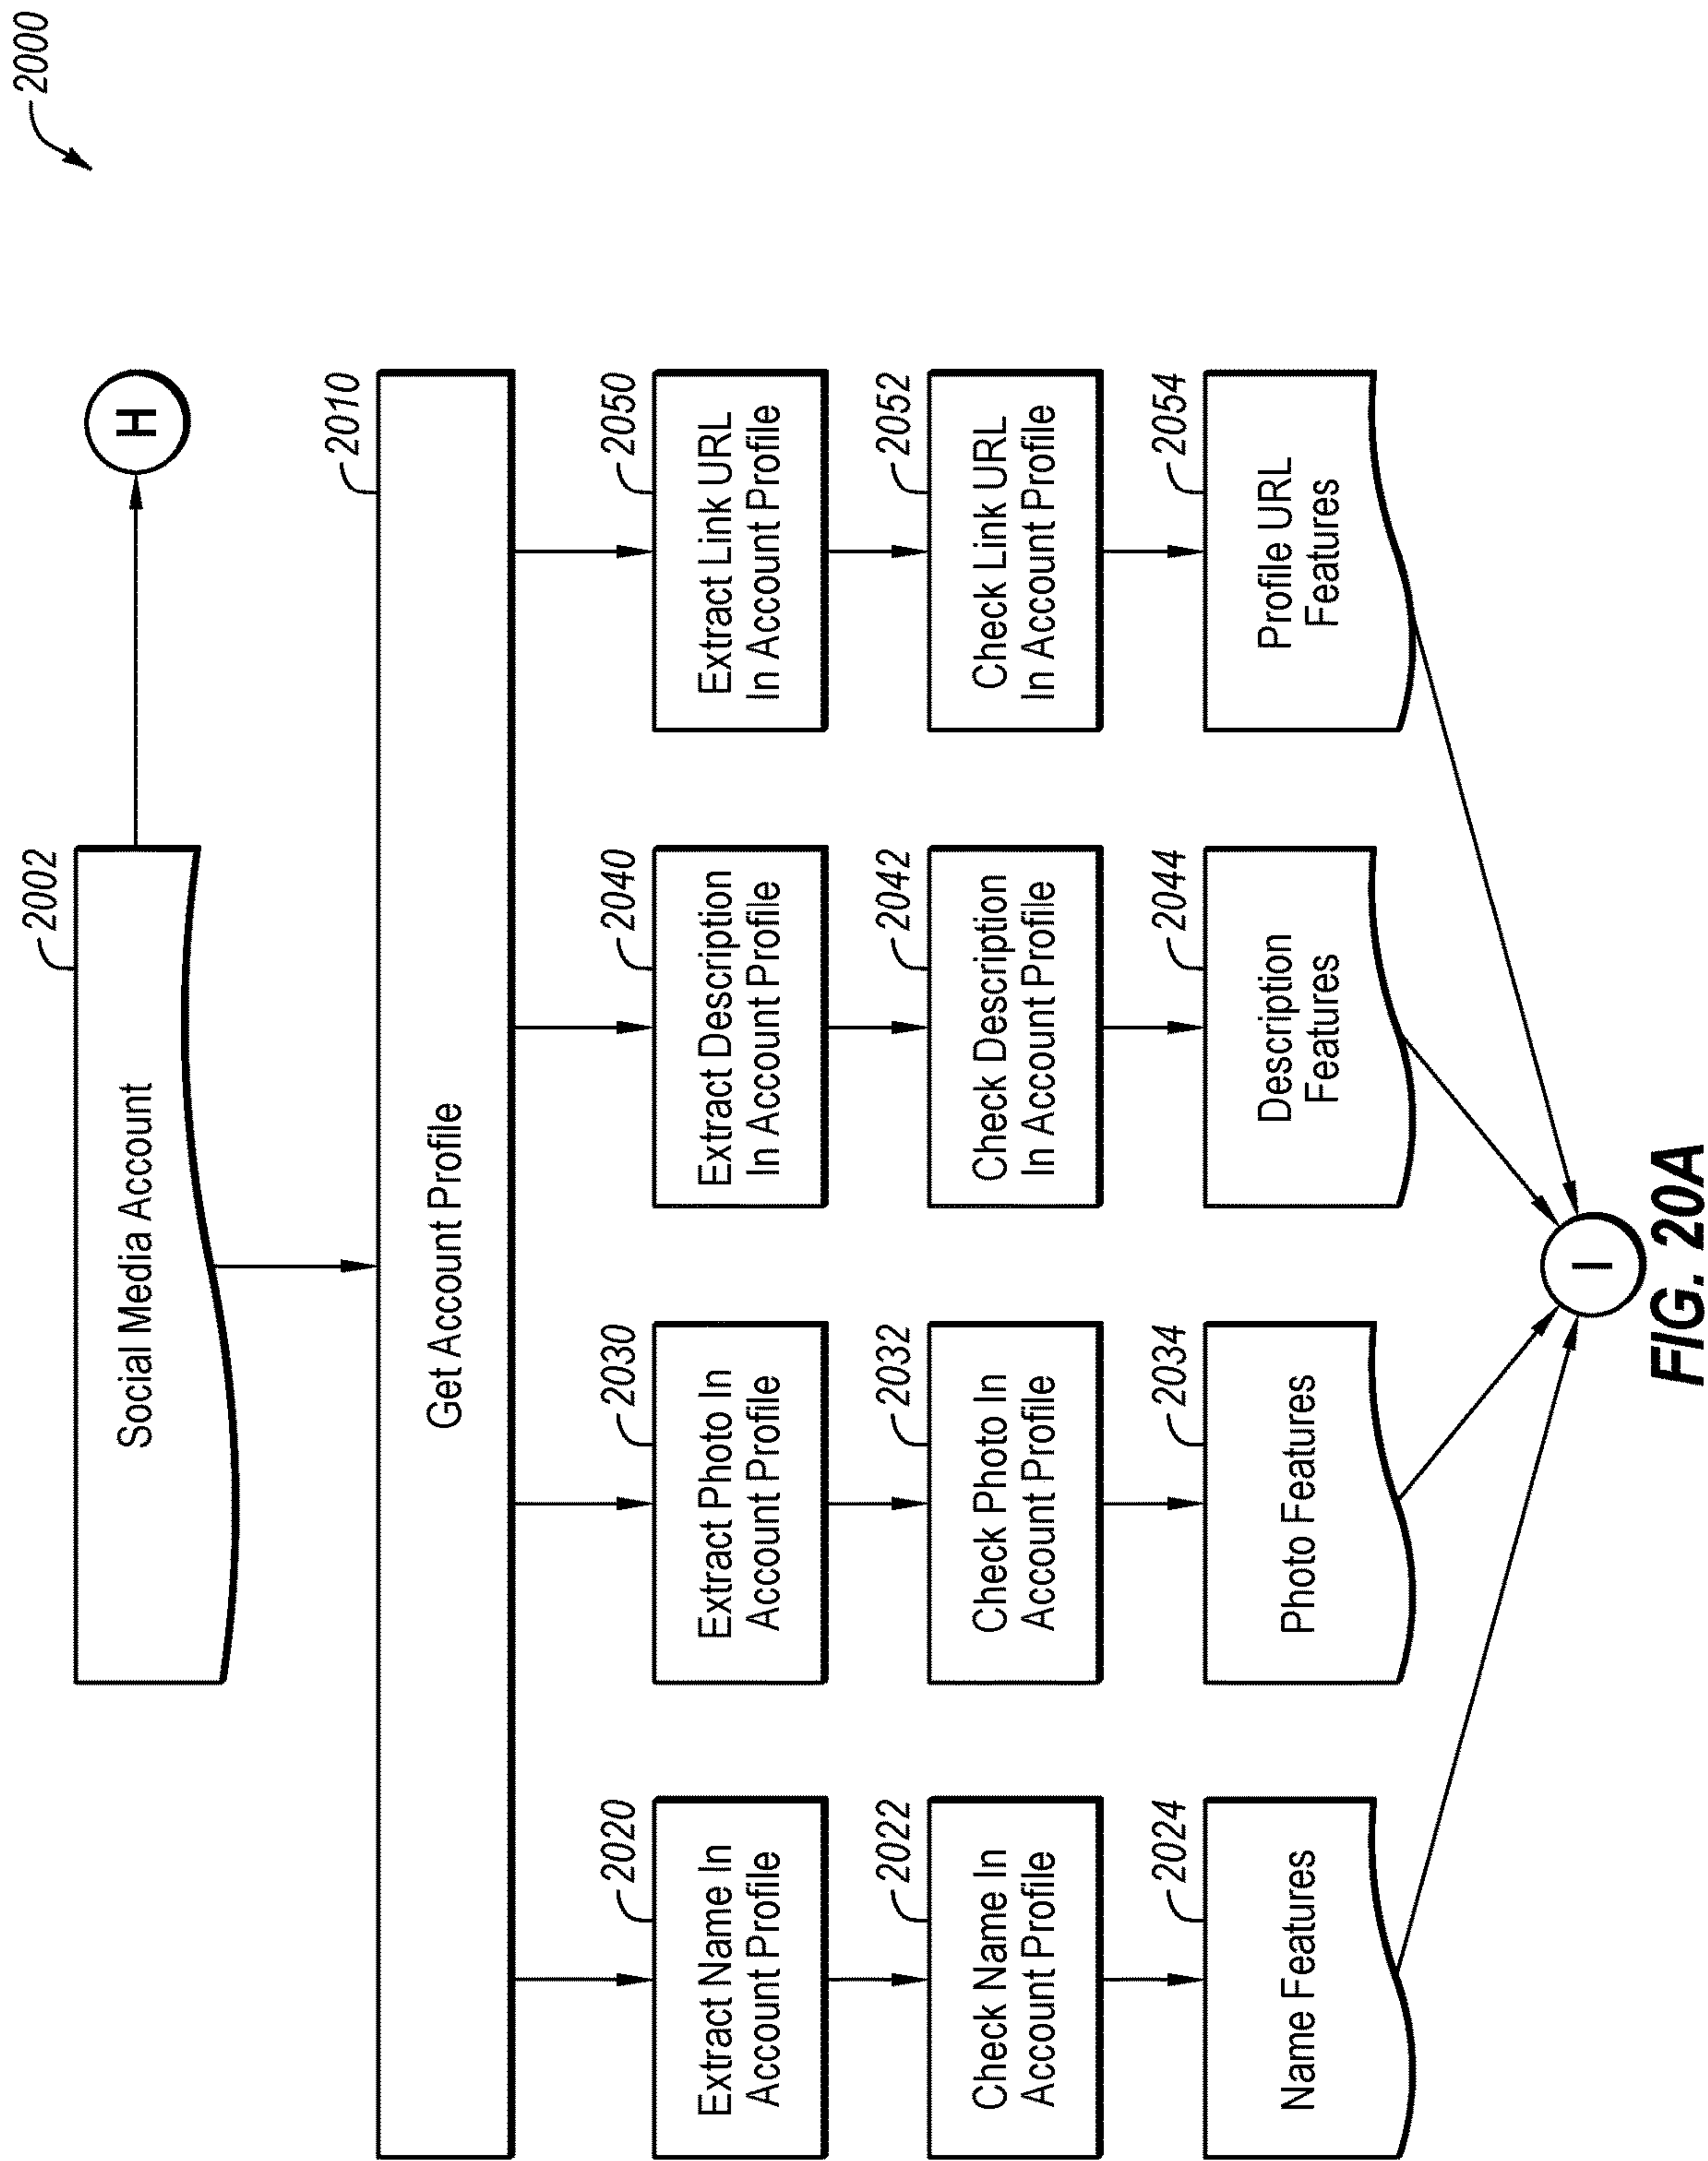 2000
2002
Social Media Account
H
2010
Get Account Profile
2020
Extract Name In
Account Profile
2030
Extract Photo In
Account Profile
2040
Extract Description
In Account Profile
2050
Extract Link URL
In Account Profile
2022
Check Name In
Account Profile
2032
Check Photo In
Account Profile
2042
Check Description
In Account Profile
2052
Check Link URL
In Account Profile
2024
Name Features
2034
Photo Features
2044
Description
Features
2054
Profile URL
Features
I
FIG. 20A